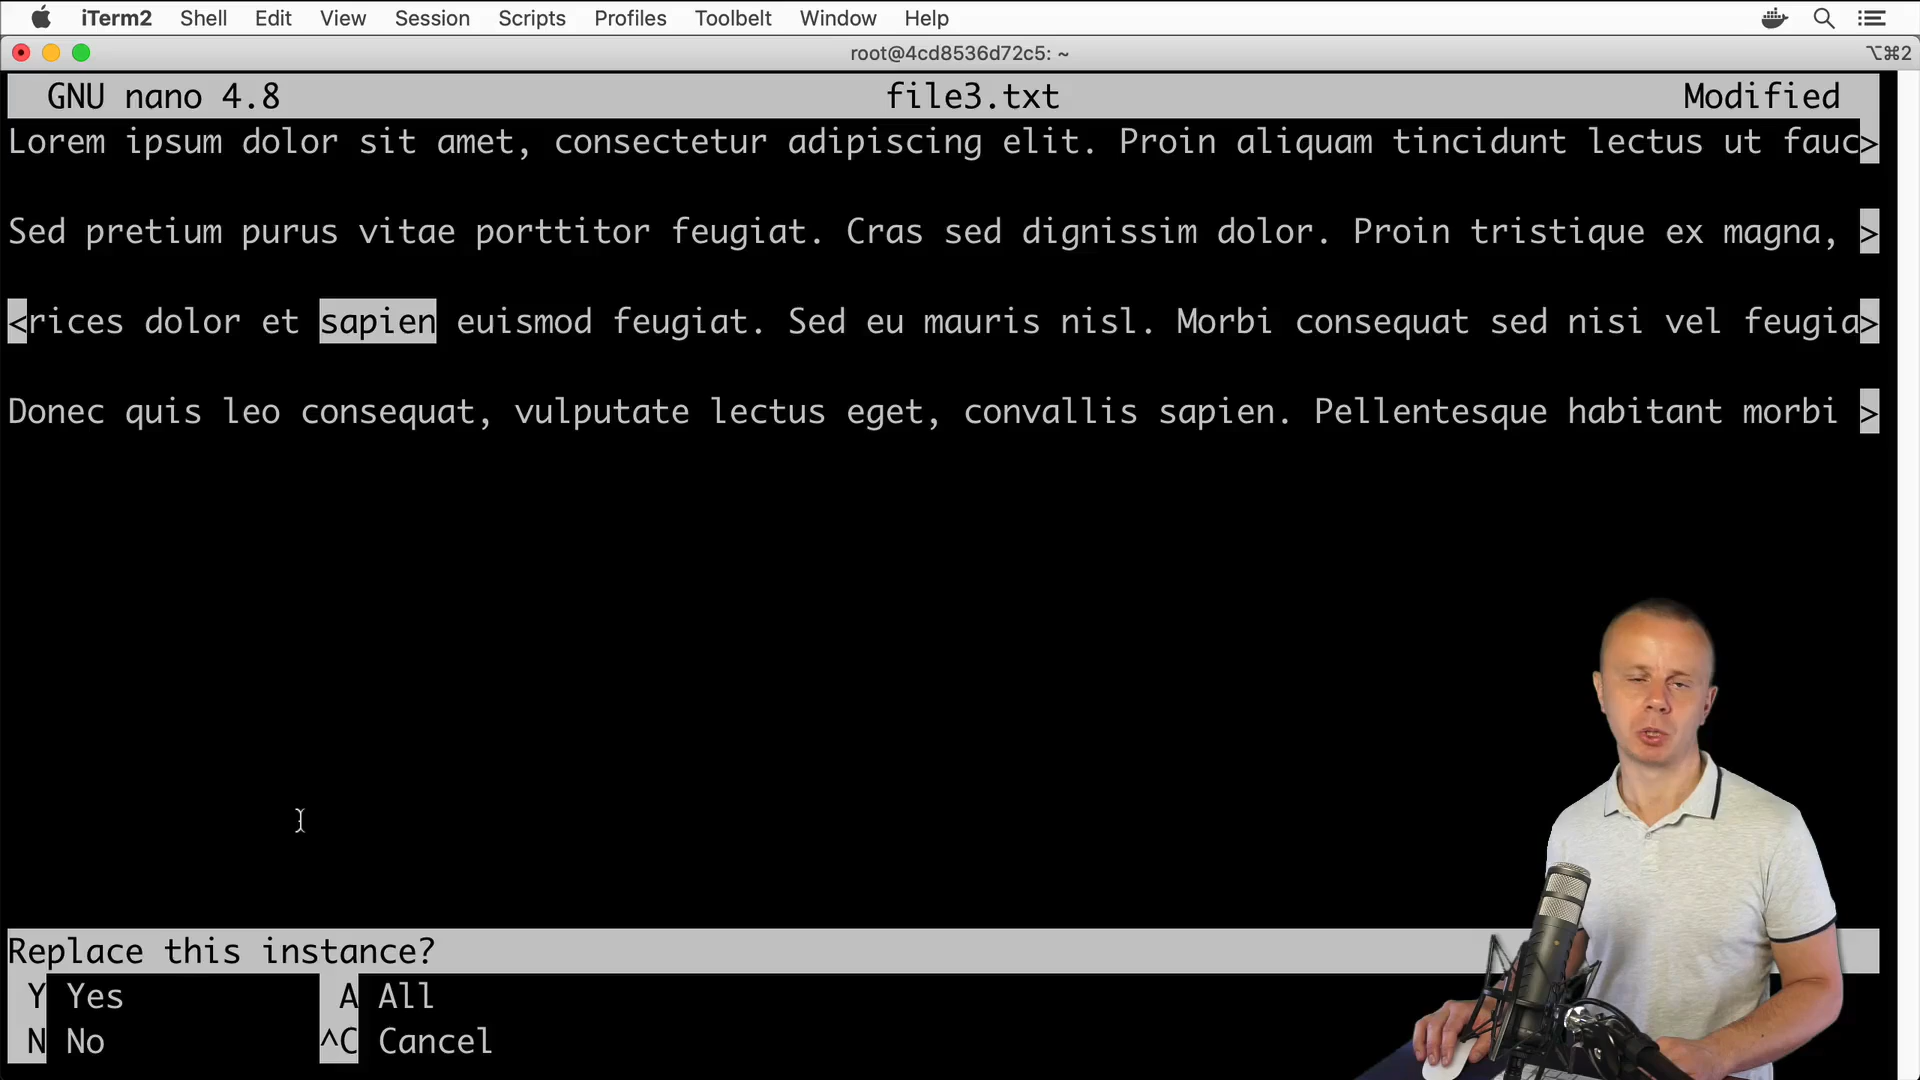 iTerm2 Shell Edit View Session Scripts Profiles Toolbelt Window Help
root@4cd8536d72c5: ~ ⌥⌘2
GNU nano 4.8 file3.txt Modified
Lorem ipsum dolor sit amet, consectetur adipiscing elit. Proin aliquam tincidunt lectus ut fauc>
Sed pretium purus vitae porttitor feugiat. Cras sed dignissim dolor. Proin tristique ex magna, >
<rices dolor et sapien euismod feugiat. Sed eu mauris nisl. Morbi consequat sed nisi vel feugia>
Donec quis leo consequat, vulputate lectus eget, convallis sapien. Pellentesque habitant morbi >
Replace this instance?
Y Yes A All
N No ^C Cancel